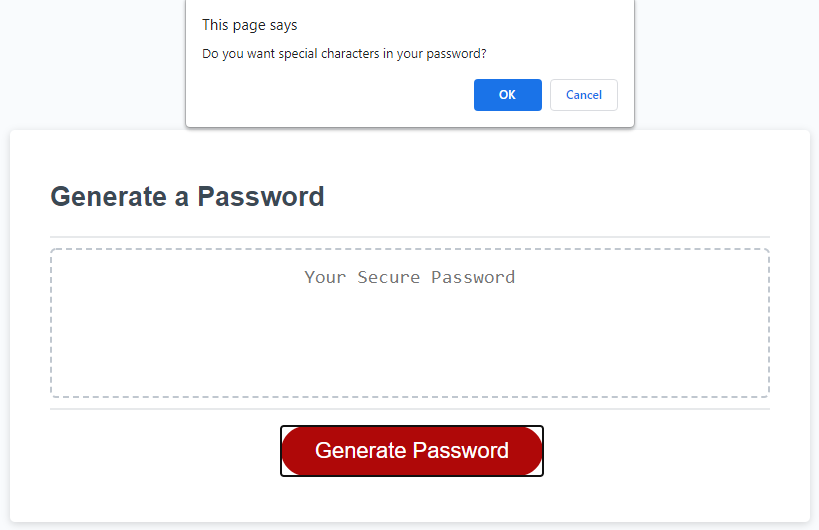 This page says
Do you want special characters in your password?
OK
Cancel
Generate a Password
Your Secure Password
Generate Password